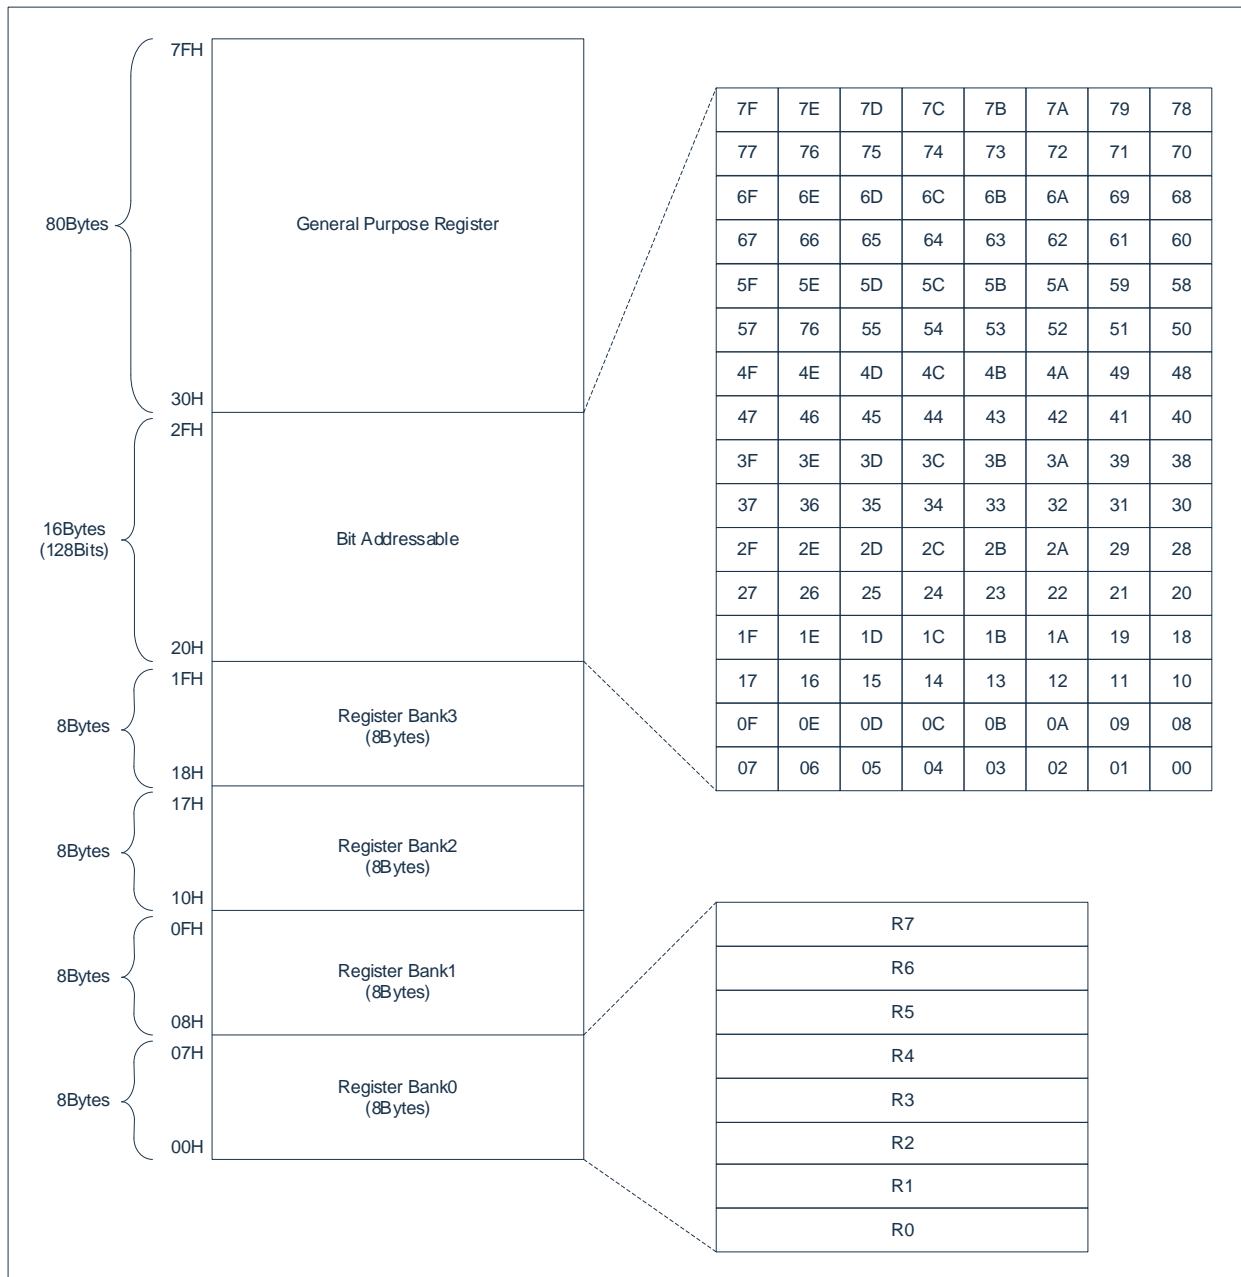 7FH
80Bytes
General Purpose Register
30H
2FH
16Bytes
(128Bits)
Bit Addressable
20H
1FH
8Bytes
Register Bank3
(8Bytes)
18H
17H
8Bytes
Register Bank2
(8Bytes)
10H
0FH
8Bytes
Register Bank1
(8Bytes)
08H
07H
8Bytes
Register Bank0
(8Bytes)
00H
7F 7E 7D 7C 7B 7A 79 78
77 76 75 74 73 72 71 70
6F 6E 6D 6C 6B 6A 69 68
67 66 65 64 63 62 61 60
5F 5E 5D 5C 5B 5A 59 58
57 76 55 54 53 52 51 50
4F 4E 4D 4C 4B 4A 49 48
47 46 45 44 43 42 41 40
3F 3E 3D 3C 3B 3A 39 38
37 36 35 34 33 32 31 30
2F 2E 2D 2C 2B 2A 29 28
27 26 25 24 23 22 21 20
1F 1E 1D 1C 1B 1A 19 18
17 16 15 14 13 12 11 10
0F 0E 0D 0C 0B 0A 09 08
07 06 05 04 03 02 01 00
R7
R6
R5
R4
R3
R2
R1
R0